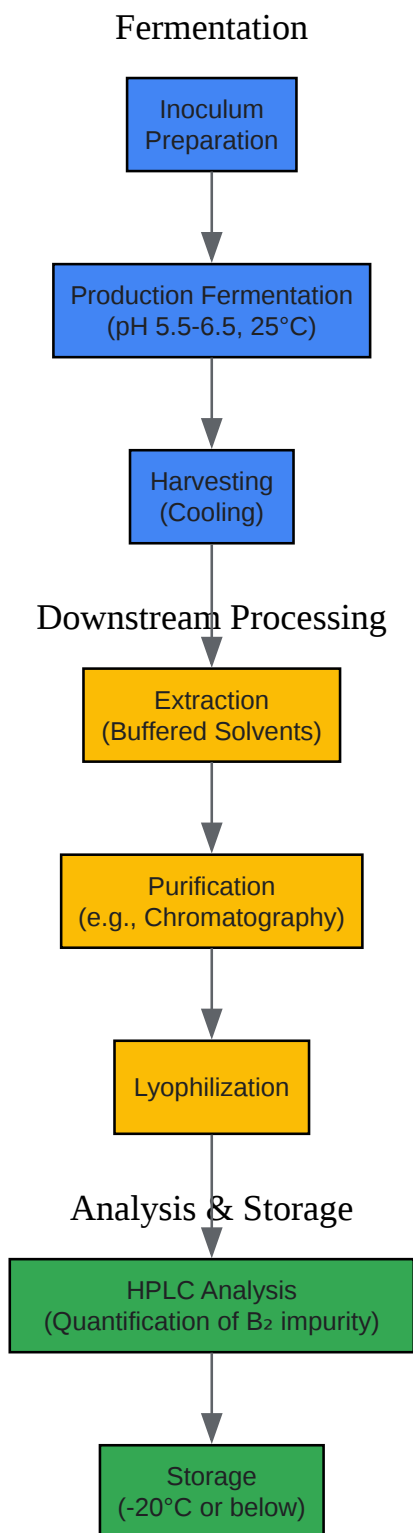 Fermentation
Inoculum
Preparation
Production Fermentation
(pH 5.5-6.5, 25°C)
Harvesting
(Cooling)
Downstream Processing
Extraction
(Buffered Solvents)
Purification
(e.g., Chromatography)
Lyophilization
Analysis & Storage
HPLC Analysis
(Quantification of B₂ impurity)
Storage
(-20°C or below)